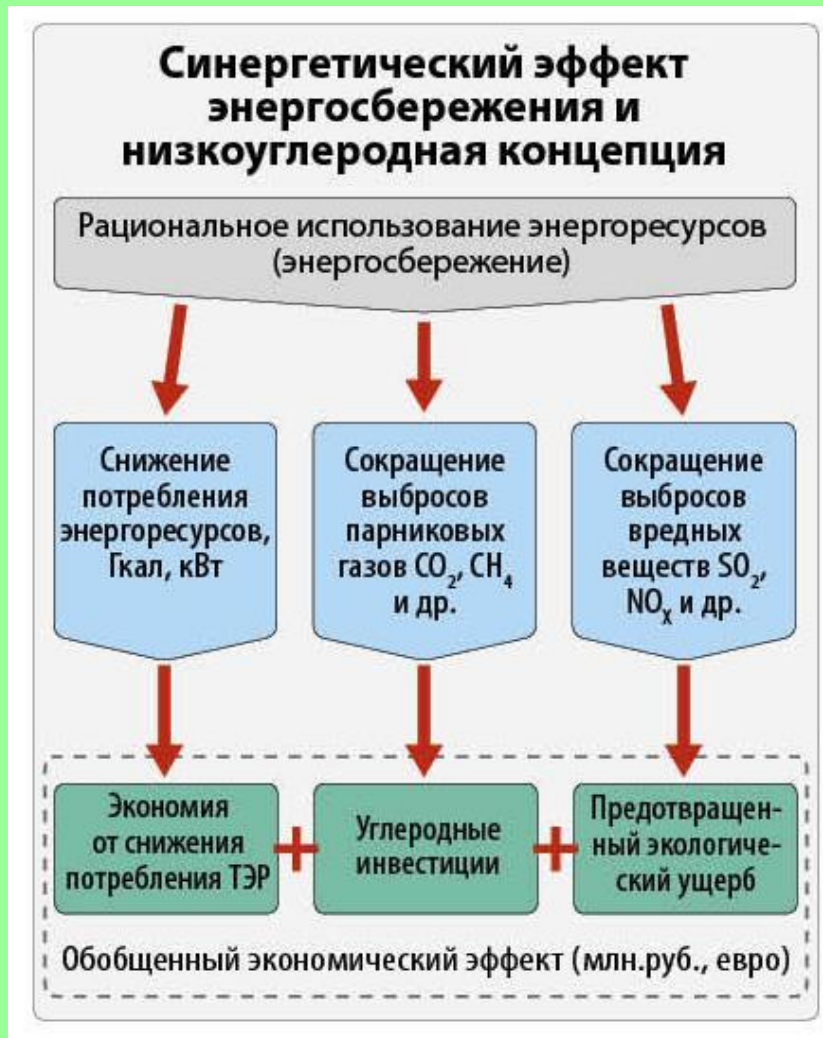 Синергетический эффект
энергосбережения и
низкоуглеродная концепция
Рациональное использование энергоресурсов
(энергосбережение)
Снижение
потребления
энергоресурсов,
Гкал, кВт
Сокращение
выбросов
парниковых
газов CO₂, CH₄
и др.
Сокращение
выбросов
вредных
веществ SO₂,
NOₓ и др.
Экономия
от снижения
потребления ТЭР
+
Углеродные
инвестиции
+
Предотвращен-
ный экологиче-
ский ущерб
Обобщенный экономический эффект (млн.руб., евро)